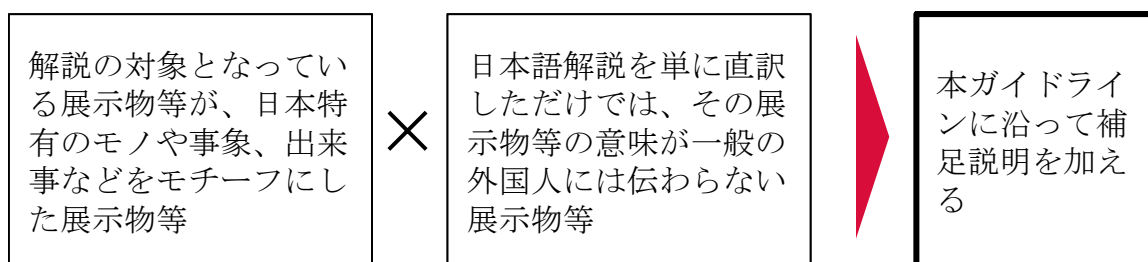 解説の対象となってい
る展示物等が、日本特
有のモノや事象、出来
事などをモチーフにし
た展示物等
×
日本語解説を単に直訳
しただけでは、その展
示物等の意味が一般の
外国人には伝わらない
展示物等
本ガイドライ
ンに沿って補
足説明を加え
る